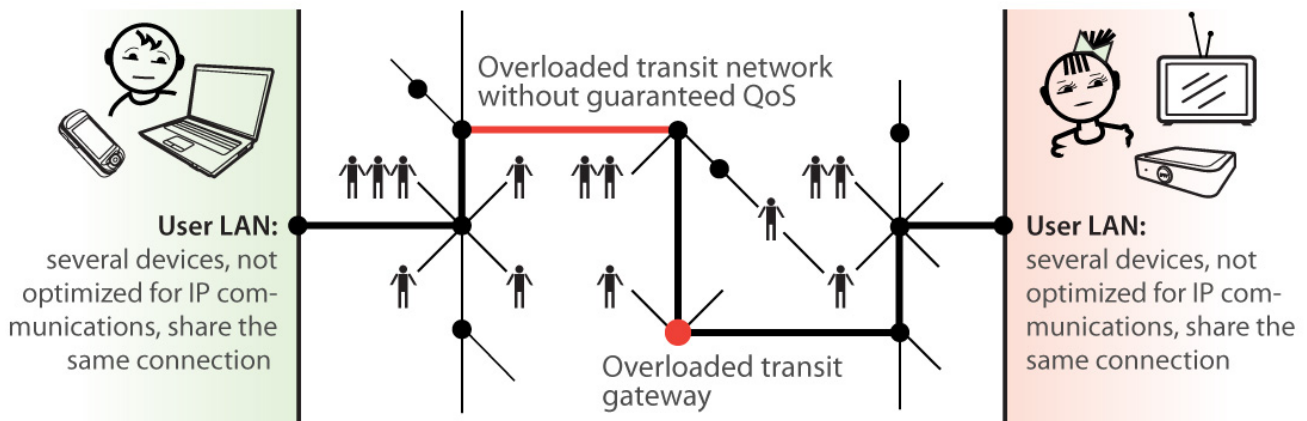 Overloaded transit network
without guaranteed QoS
User LAN:
several devices, not
optimized for IP com-
munications, share the
same connection
Overloaded transit
gateway
User LAN:
several devices, not
optimized for IP com-
munications, share the
same connection